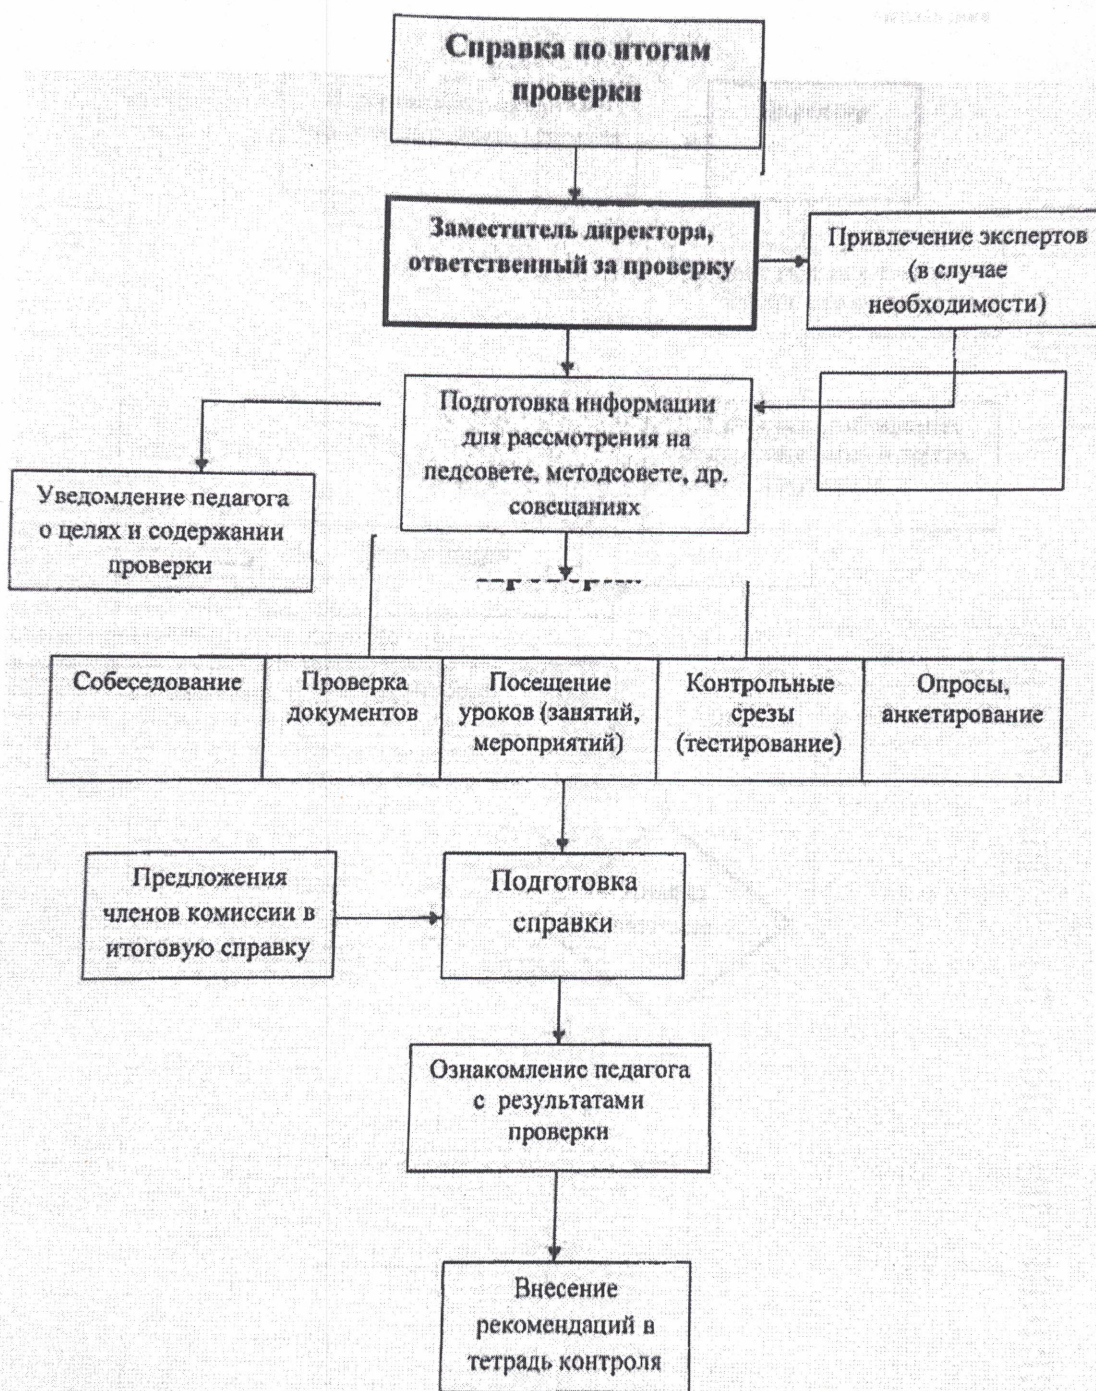 Справка по итогам
проверки
Заместитель директора,
ответственный за проверку
Привлечение экспертов
(в случае
необходимости)
Подготовка информации
для рассмотрения на
педсовете, методсовете, др.
совещаниях
Уведомление педагога
о целях и содержании
проверки
Собеседование
Проверка
документов
Посещение
уроков (занятий,
мероприятий)
Контрольные
срезы
(тестирование)
Опросы,
анкетирование
Предложения
членов комиссии в
итоговую справку
Подготовка
справки
Ознакомление педагога
с результатами
проверки
Внесение
рекомендаций в
тетрадь контроля